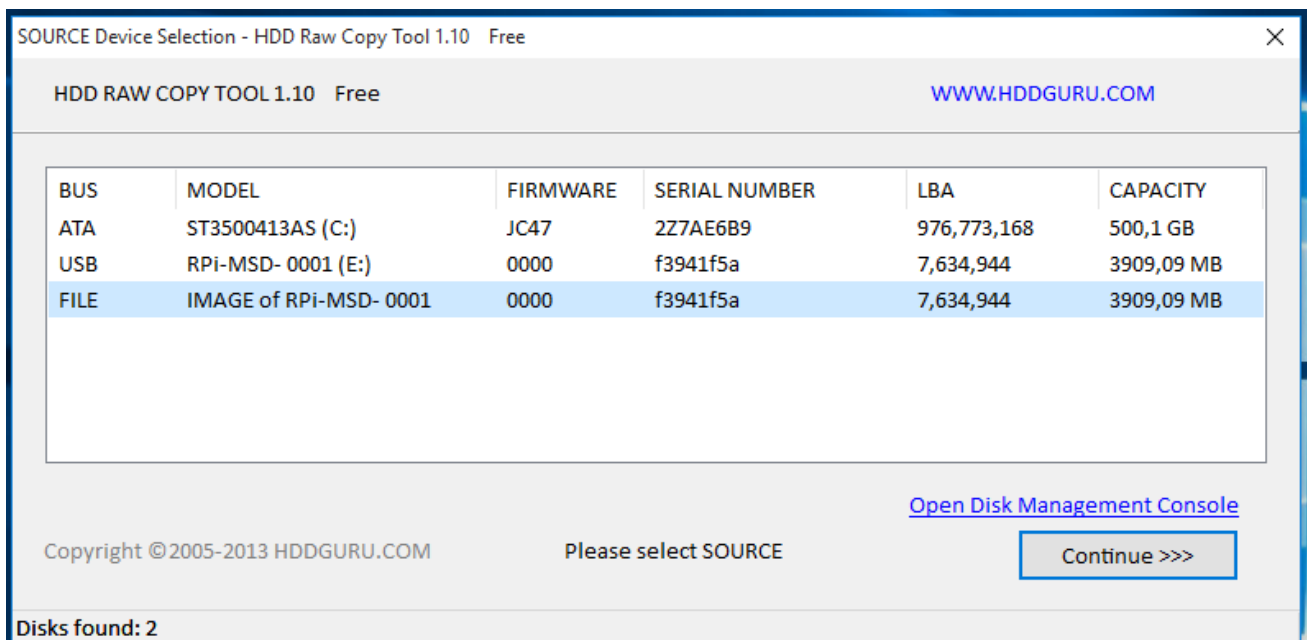 SOURCE Device Selection - HDD Raw Copy Tool 1.10 Free
HDD RAW COPY TOOL 1.10 Free WWW.HDDGURU.COM
BUS MODEL FIRMWARE SERIAL NUMBER LBA CAPACITY
ATA ST3500413AS (C:) JC47 2Z7AE6B9 976,773,168 500,1 GB
USB RPi-MSD- 0001 (E:) 0000 f3941f5a 7,634,944 3909,09 MB
FILE IMAGE of RPi-MSD- 0001 0000 f3941f5a 7,634,944 3909,09 MB
Open Disk Management Console
Copyright ©2005-2013 HDDGURU.COM Please select SOURCE Continue >>>
Disks found: 2